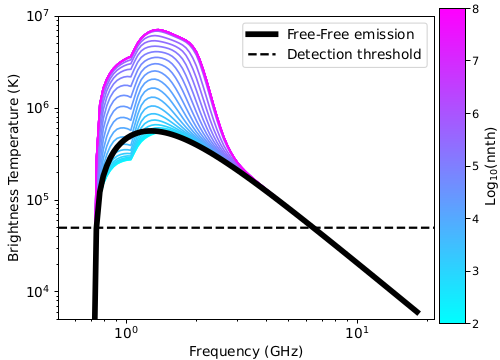 Free-Free emission
Detection threshold
Brightness Temperature (K)
10⁷
10⁶
10⁵
10⁴
10⁰
10¹
Frequency (GHz)
8
7
6
5
4
3
2
Log₁₀(nnth)